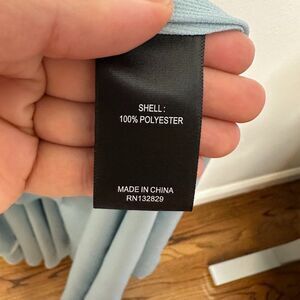 SHELL:
100% POLYESTER
MADE IN CHINA
RN132829